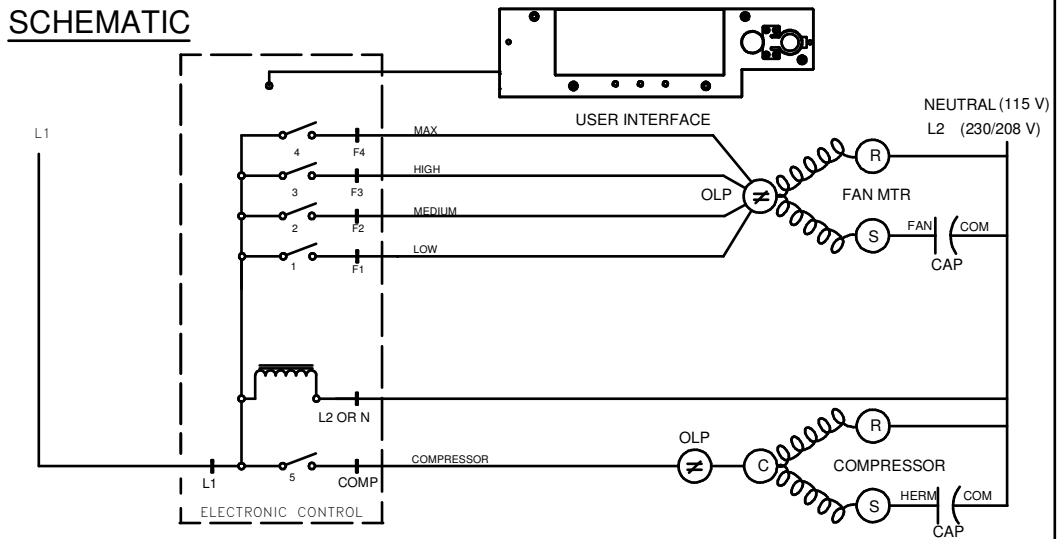 SCHEMATIC
L1
USER INTERFACE
NEUTRAL (115 V)
L2 (230/208 V)
4
F4
MAX
3
F3
HIGH
2
F2
MEDIUM
1
F1
LOW
OLP
R
FAN MTR
S
FAN
COM
CAP
L2 OR N
L1
5
COMP
COMPRESSOR
OLP
C
R
COMPRESSOR
S
HERM
COM
CAP
ELECTRONIC CONTROL